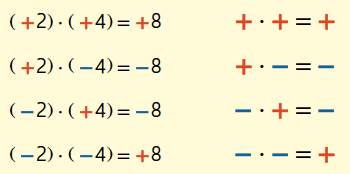 (+2)·(+4)=+8 +·+=+
(+2)·(−4)=−8 +·−=−
(−2)·(+4)=−8 −·+=−
(−2)·(−4)=+8 −·−=+